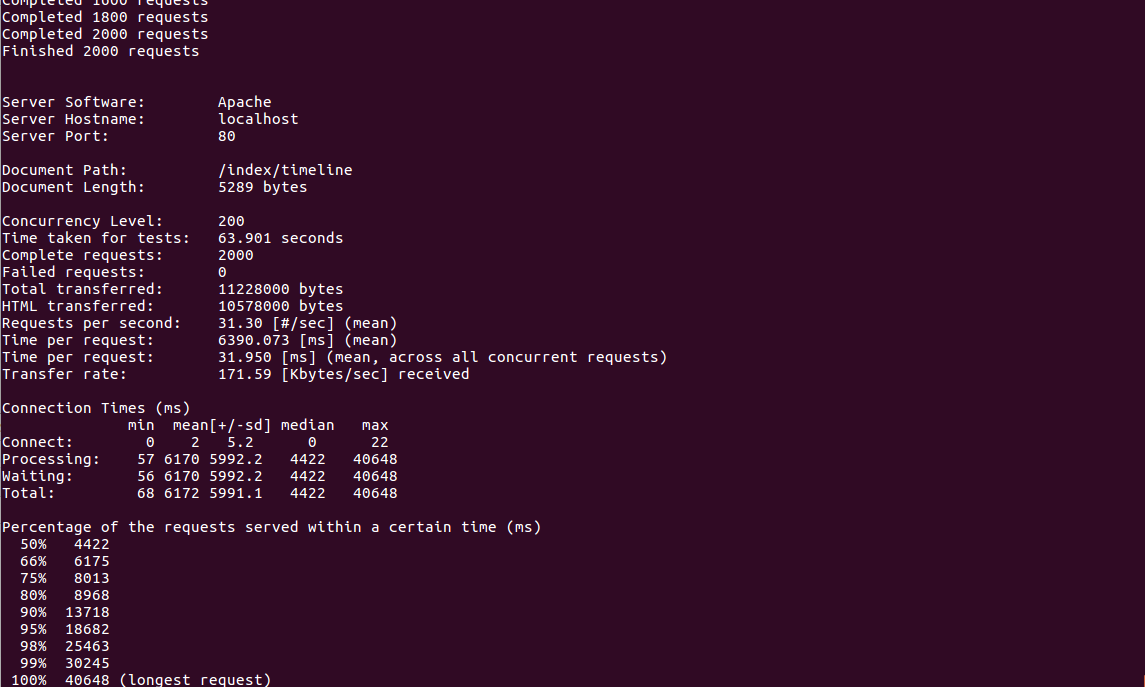 Completed 1600 requests
Completed 1800 requests
Completed 2000 requests
Finished 2000 requests
Server Software:        Apache
Server Hostname:        localhost
Server Port:            80
Document Path:          /index/timeline
Document Length:        5289 bytes
Concurrency Level:      200
Time taken for tests:   63.901 seconds
Complete requests:      2000
Failed requests:        0
Total transferred:      11228000 bytes
HTML transferred:       10578000 bytes
Requests per second:    31.30 [#/sec] (mean)
Time per request:       6390.073 [ms] (mean)
Time per request:       31.950 [ms] (mean, across all concurrent requests)
Transfer rate:          171.59 [Kbytes/sec] received
Connection Times (ms)
              min  mean[+/-sd] median   max
Connect:        0    2   5.2      0      22
Processing:    57 6170 5992.2   4422   40648
Waiting:       56 6170 5992.2   4422   40648
Total:         68 6172 5991.1   4422   40648
Percentage of the requests served within a certain time (ms)
  50%   4422
  66%   6175
  75%   8013
  80%   8968
  90%  13718
  95%  18682
  98%  25463
  99%  30245
 100%  40648 (longest request)